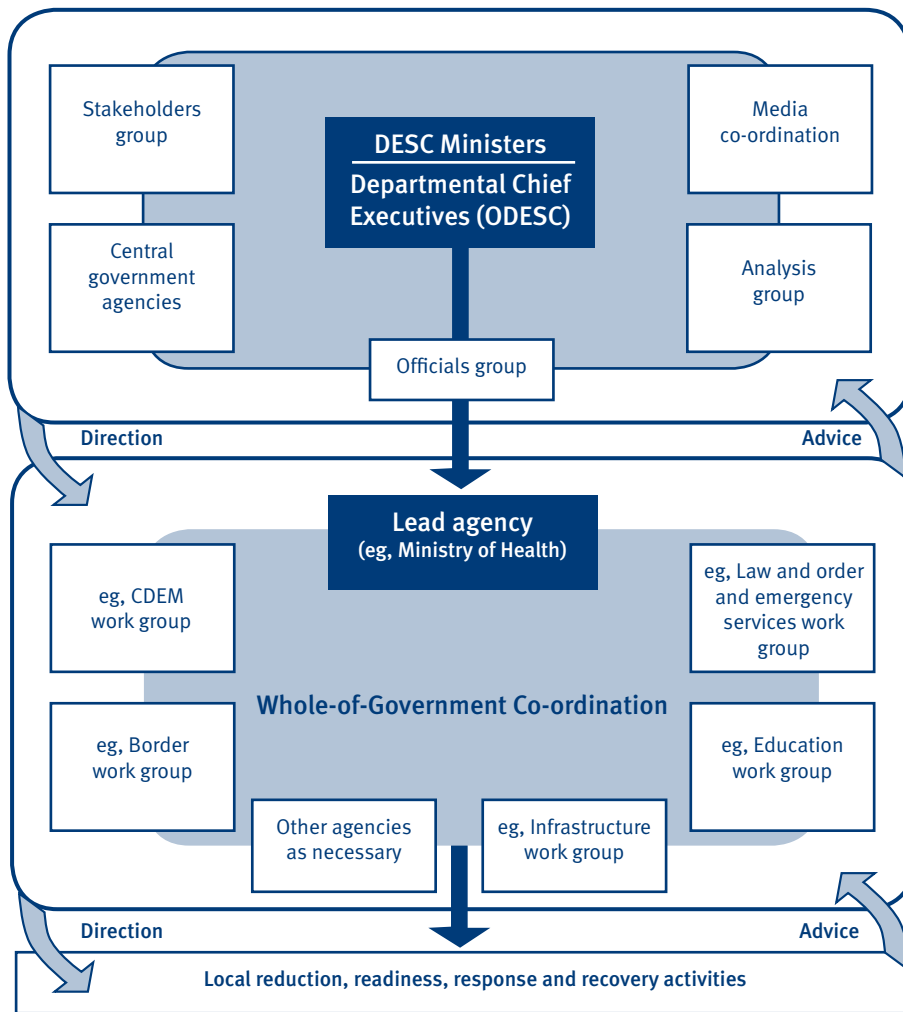 Stakeholders
group
Media
co-ordination
DESC Ministers
Departmental Chief
Executives (ODESC)
Central
government
agencies
Analysis
group
Officials group
Direction
Advice
Lead agency
(eg, Ministry of Health)
eg, CDEM
work group
eg, Law and order
and emergency
services work
group
Whole-of-Government Co-ordination
eg, Border
work group
eg, Education
work group
Other agencies
as necessary
eg, Infrastructure
work group
Direction
Advice
Local reduction, readiness, response and recovery activities